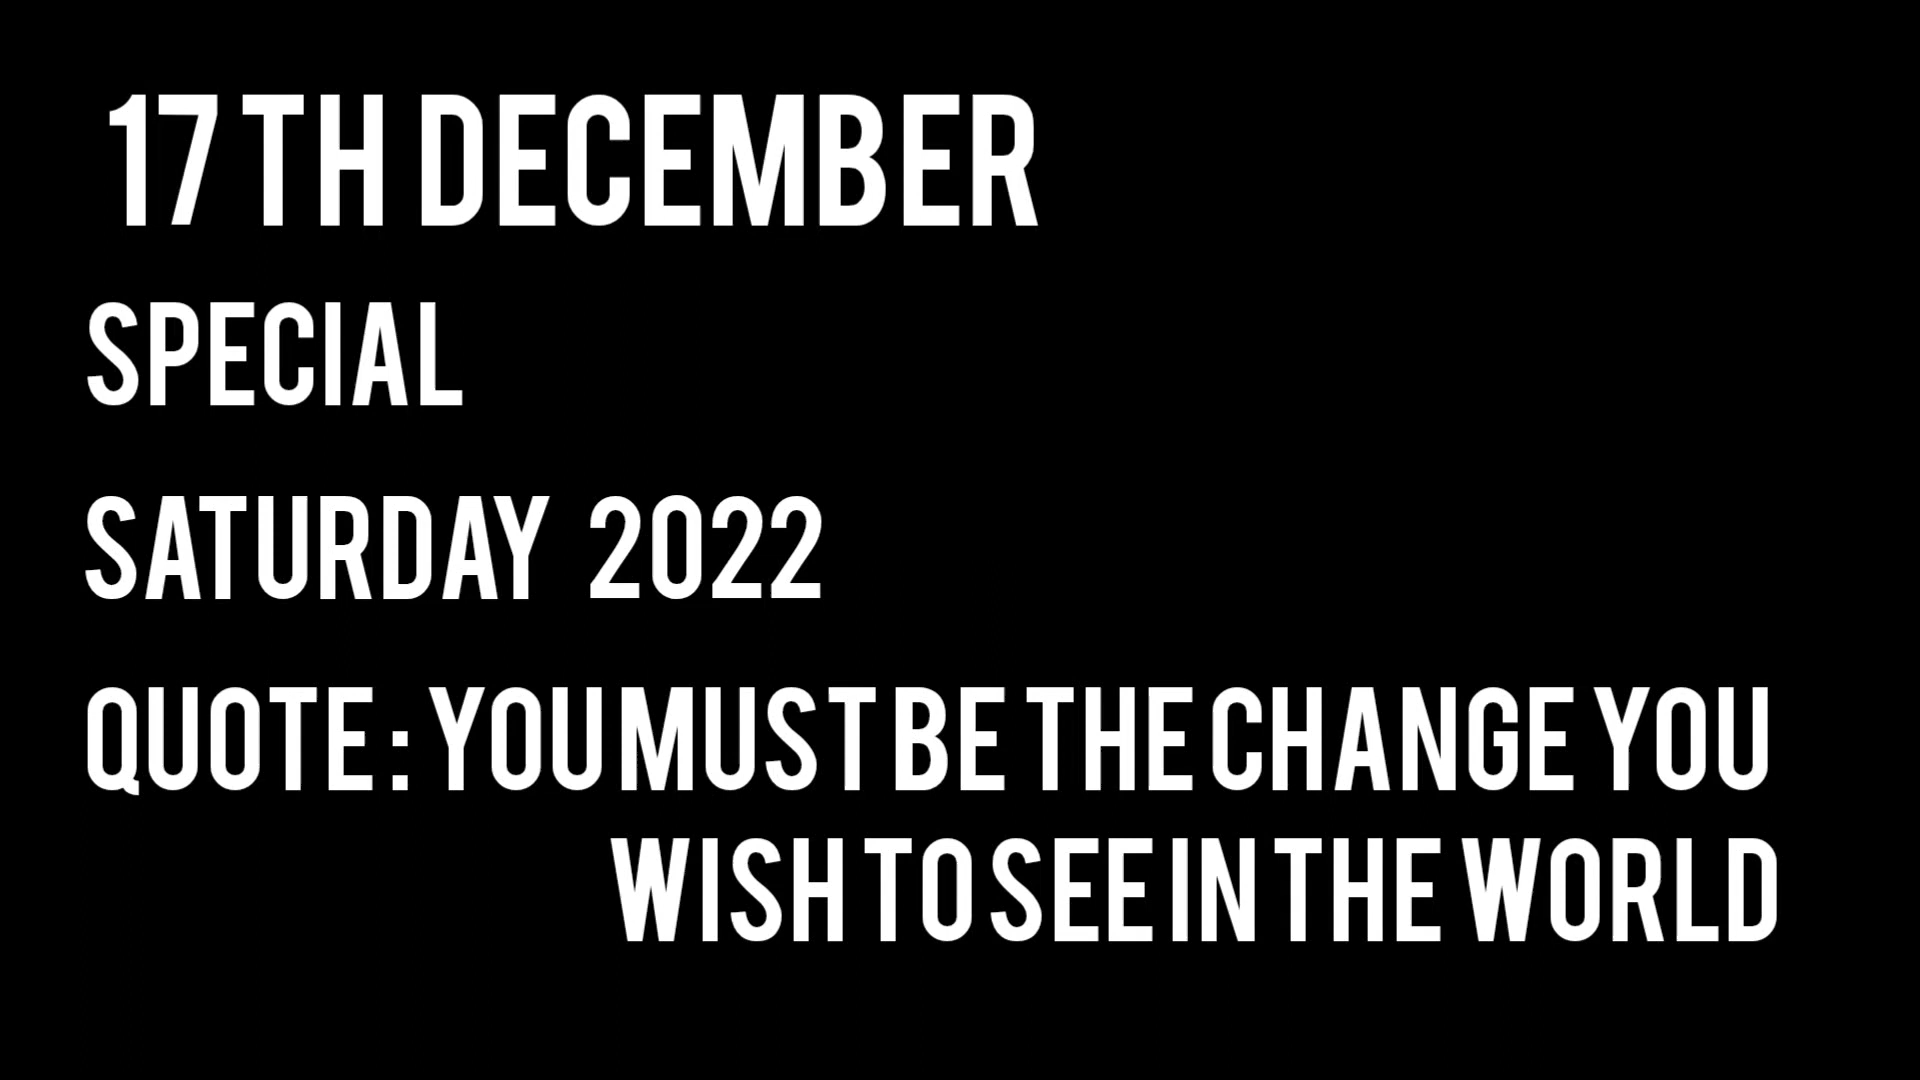 17 TH DECEMBER
SPECIAL
SATURDAY 2022
QUOTE : YOU MUST BE THE CHANGE YOU
WISH TO SEE IN THE WORLD